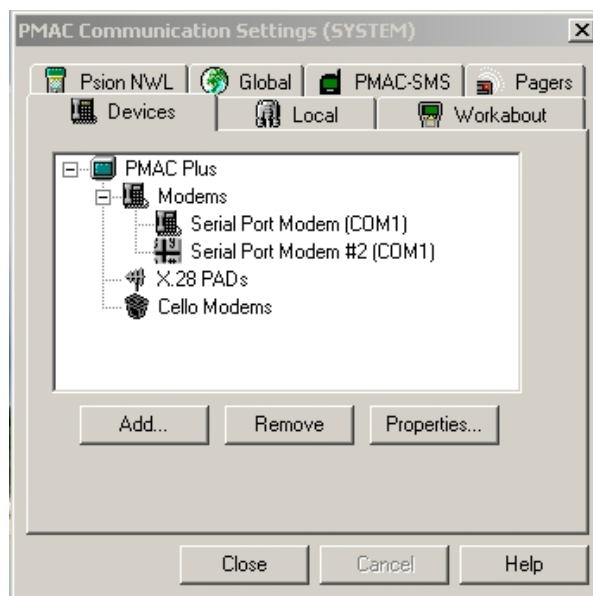 PMAC Communication Settings (SYSTEM)
Psion NWL Global PMAC-SMS Pagers
Devices Local Workabout
PMAC Plus
Modems
Serial Port Modem (COM1)
Serial Port Modem #2 (COM1)
X.28 PADs
Cello Modems
Add... Remove Properties...
Close Cancel Help